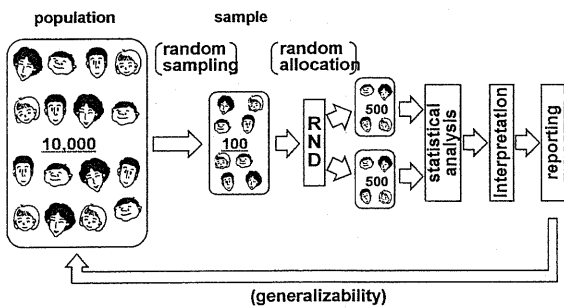 population
sample
random
sampling
random
allocation
10,000
100
RND
500
500
statistical
analysis
Interpretation
reporting
(generalizability)